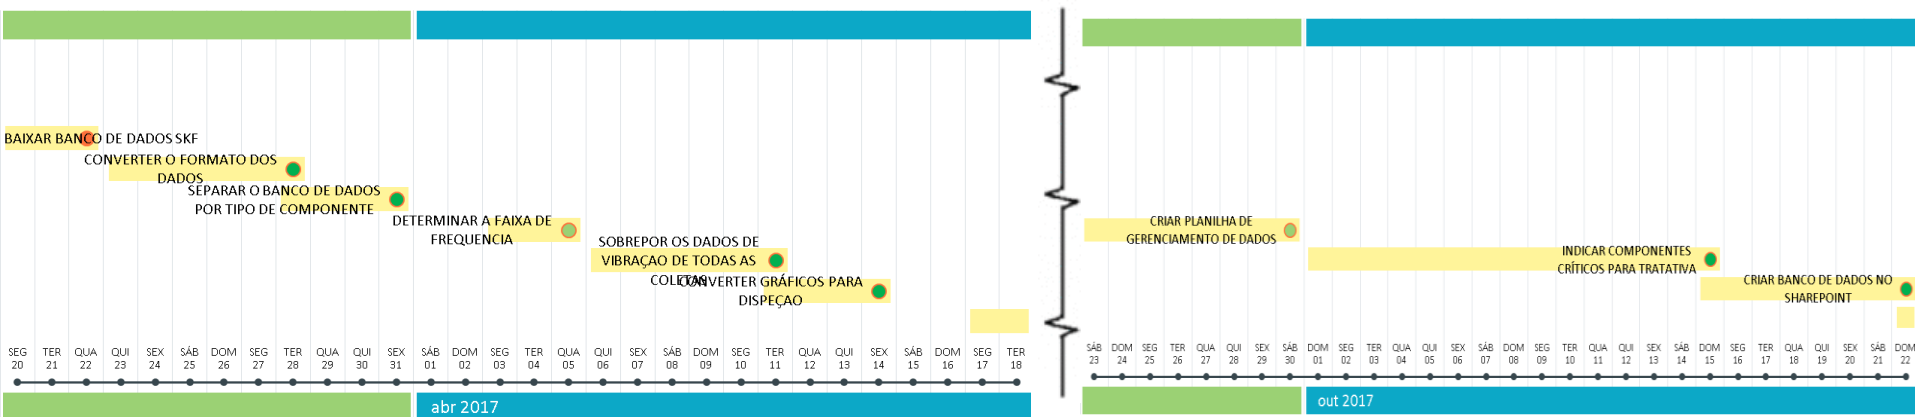 BAIXAR BANCO DE DADOS SKF
CONVERTER O FORMATO DOS
DADOS
SEPARAR O BANCO DE DADOS
POR TIPO DE COMPONENTE
DETERMINAR A FAIXA DE
FREQUENCIA
SOBREPOR OS DADOS DE
VIBRAÇAO DE TODAS AS
COLETAS
CONVERTER GRÁFICOS PARA
DISPEÇAO
SEG TER QUA QUI SEX SÁB DOM SEG TER QUA QUI SEX SÁB DOM SEG TER QUA QUI SEX SÁB DOM SEG TER QUA QUI SEX SÁB DOM SEG TER
20 21 22 23 24 25 26 27 28 29 30 31 01 02 03 04 05 06 07 08 09 10 11 12 13 14 15 16 17 18
abr 2017
CRIAR PLANILHA DE
GERENCIAMENTO DE DADOS
INDICAR COMPONENTES
CRÍTICOS PARA TRATATIVA
CRIAR BANCO DE DADOS NO
SHAREPOINT
SÁB DOM SEG TER QUA QUI SEX SÁB DOM SEG TER QUA QUI SEX SÁB DOM SEG TER QUA QUI SEX SÁB DOM SEG TER QUA QUI SEX SÁB DOM
23 24 25 26 27 28 29 30 01 02 03 04 05 06 07 08 09 10 11 12 13 14 15 16 17 18 19 20 21 22
out 2017